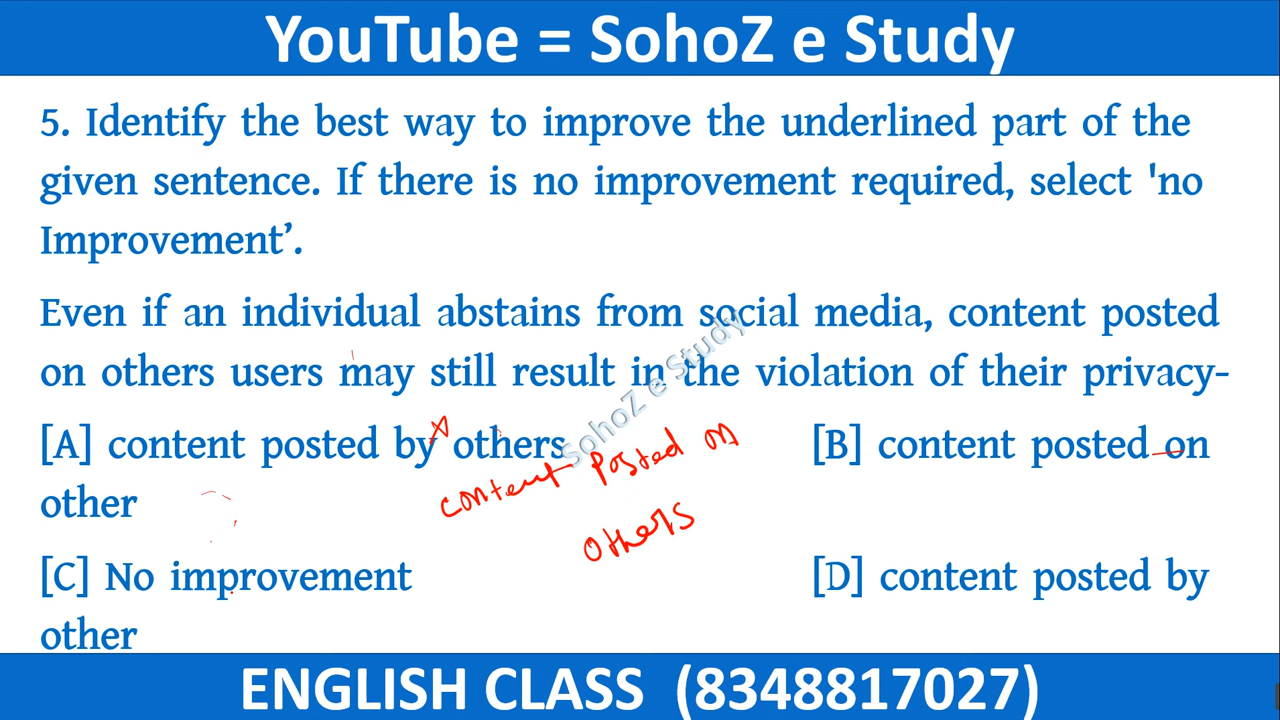 YouTube = SohoZ e Study
5. Identify the best way to improve the underlined part of the
given sentence. If there is no improvement required, select 'no
Improvement’.
Even if an individual abstains from social media, content posted
on others users may still result in the violation of their privacy-
SohoZ e Study
[A] content posted by others [B] content posted on
other
content posted on
others
[C] No improvement [D] content posted by
other
ENGLISH CLASS (8348817027)